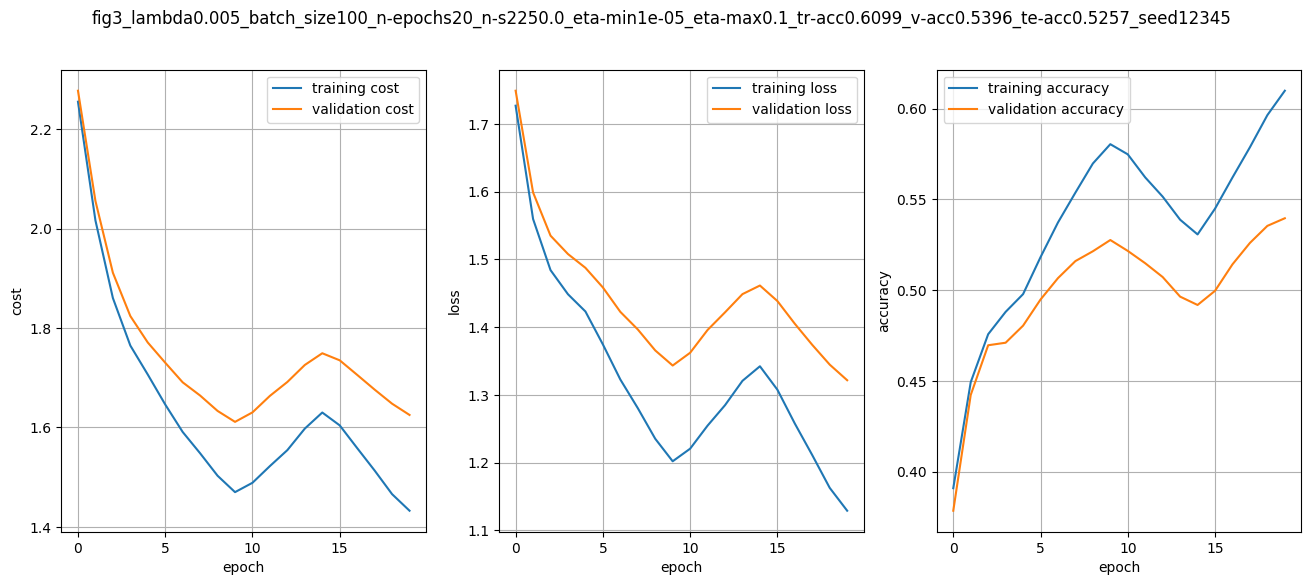 fig3_lambda0.005_batch_size100_n-epochs20_n-s2250.0_eta-min1e-05_eta-max0.1_tr-acc0.6099_v-acc0.5396_te-acc0.5257_seed12345
training cost
validation cost
2.2
2.0
1.8
1.6
1.4
cost
0
5
10
15
epoch
training loss
validation loss
1.7
1.6
1.5
1.4
1.3
1.2
1.1
loss
0
5
10
15
epoch
training accuracy
validation accuracy
0.60
0.55
0.50
0.45
0.40
accuracy
0
5
10
15
epoch